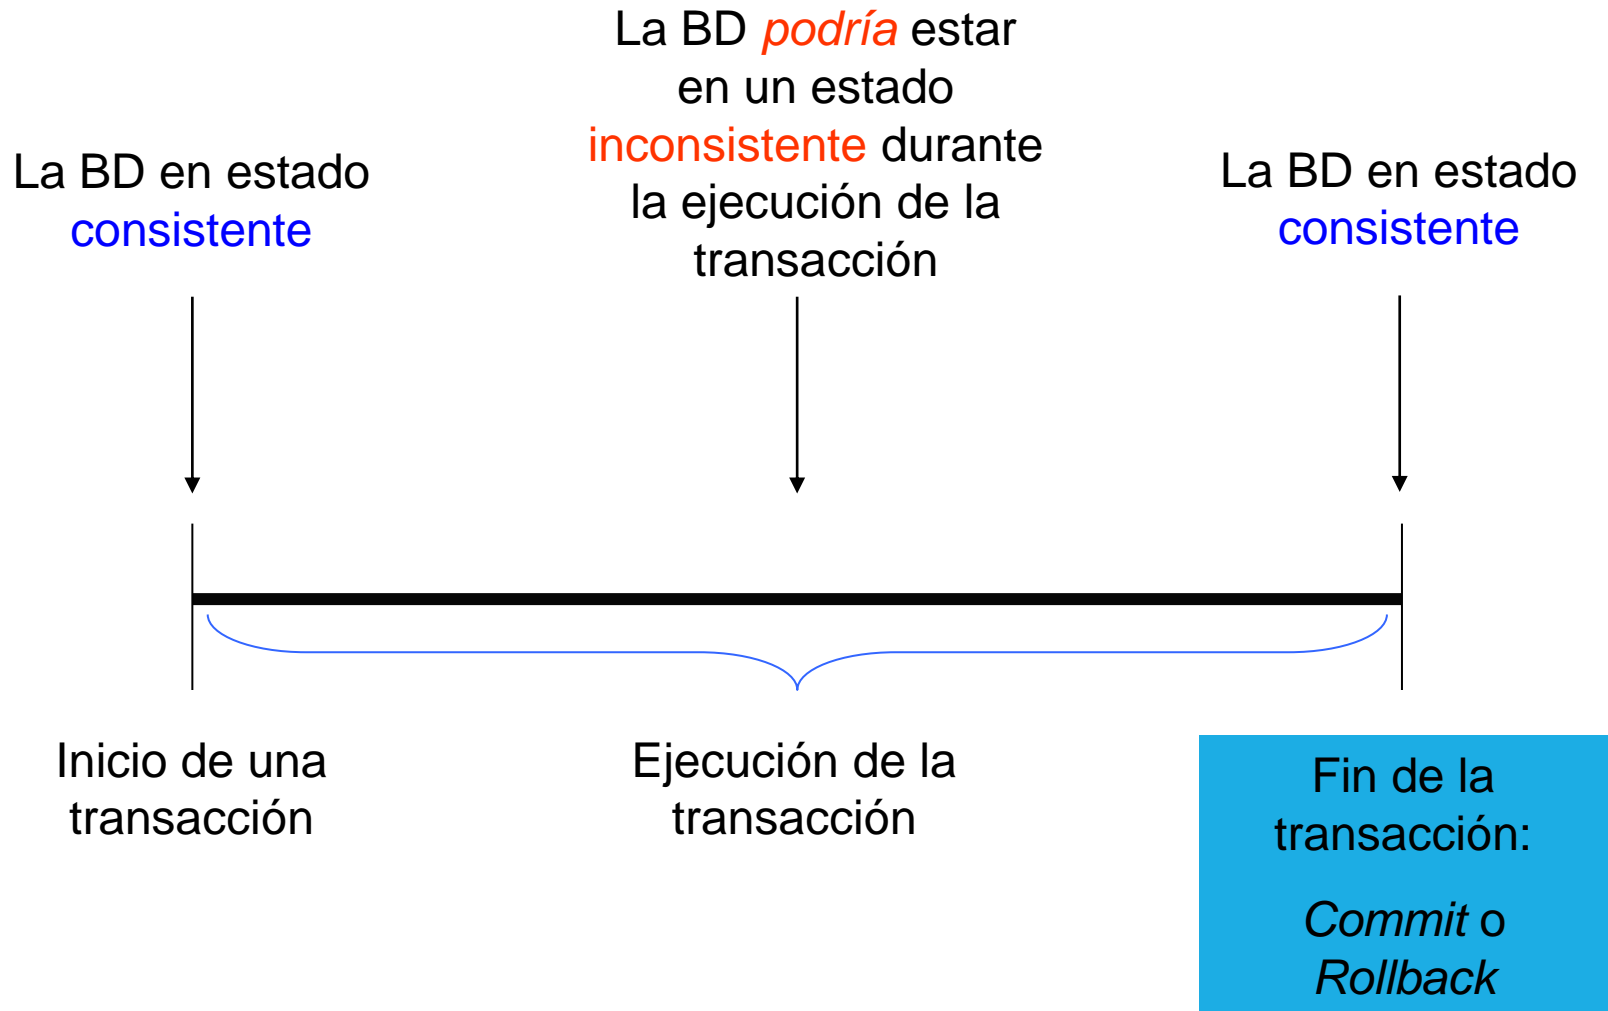 La BD en estado
consistente
La BD podría estar
en un estado
inconsistente durante
la ejecución de la
transacción
La BD en estado
consistente
Inicio de una
transacción
Ejecución de la
transacción
Fin de la
transacción:
Commit o
Rollback